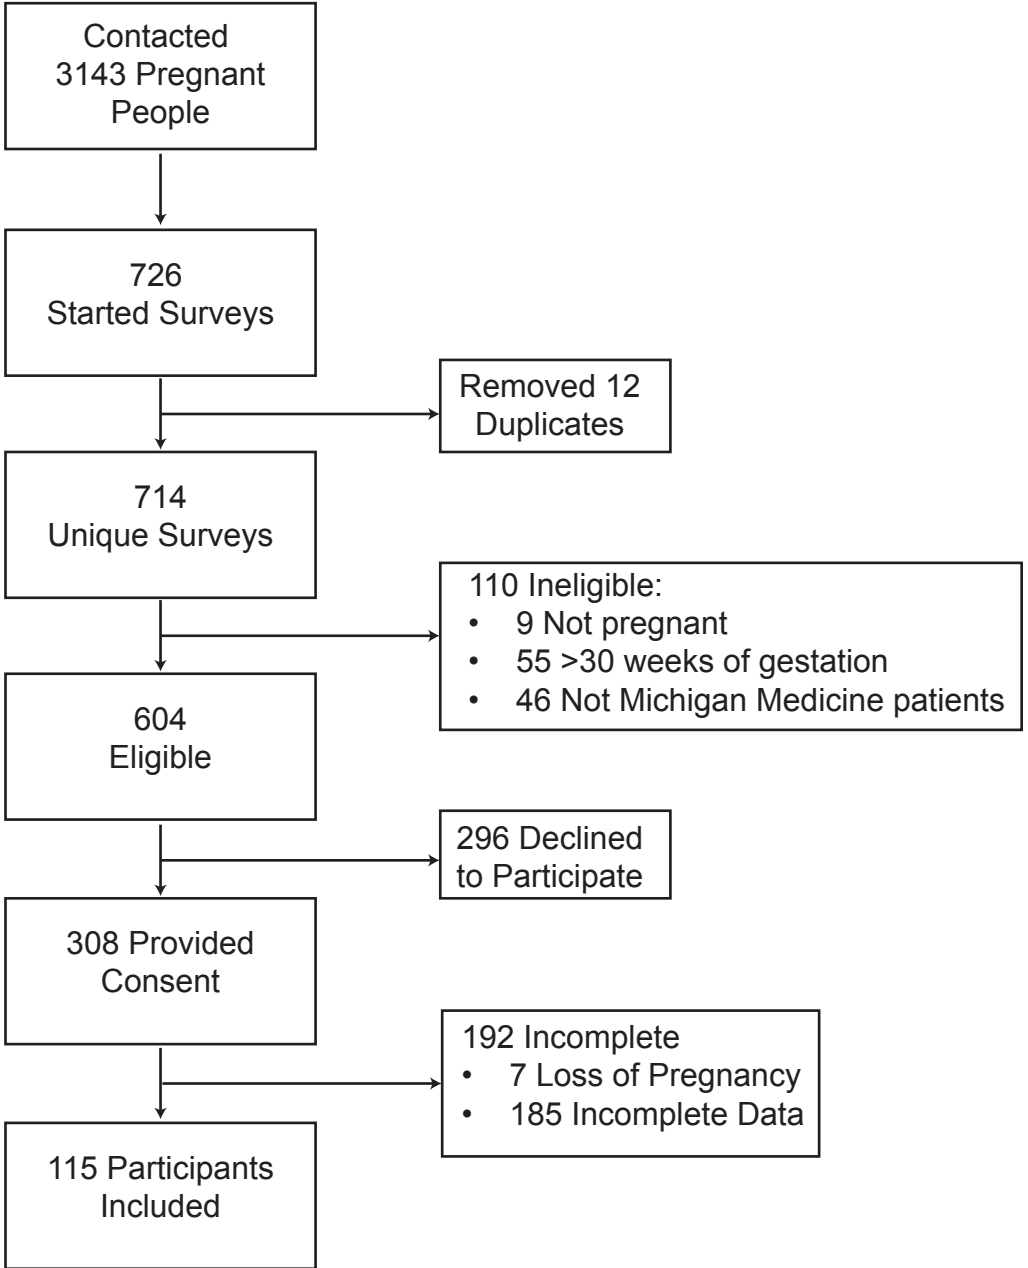 Contacted
3143 Pregnant
People
726
Started Surveys
Removed 12
Duplicates
714
Unique Surveys
110 Ineligible:
• 9 Not pregnant
• 55 >30 weeks of gestation
• 46 Not Michigan Medicine patients
604
Eligible
296 Declined
to Participate
308 Provided
Consent
192 Incomplete
• 7 Loss of Pregnancy
• 185 Incomplete Data
115 Participants
Included